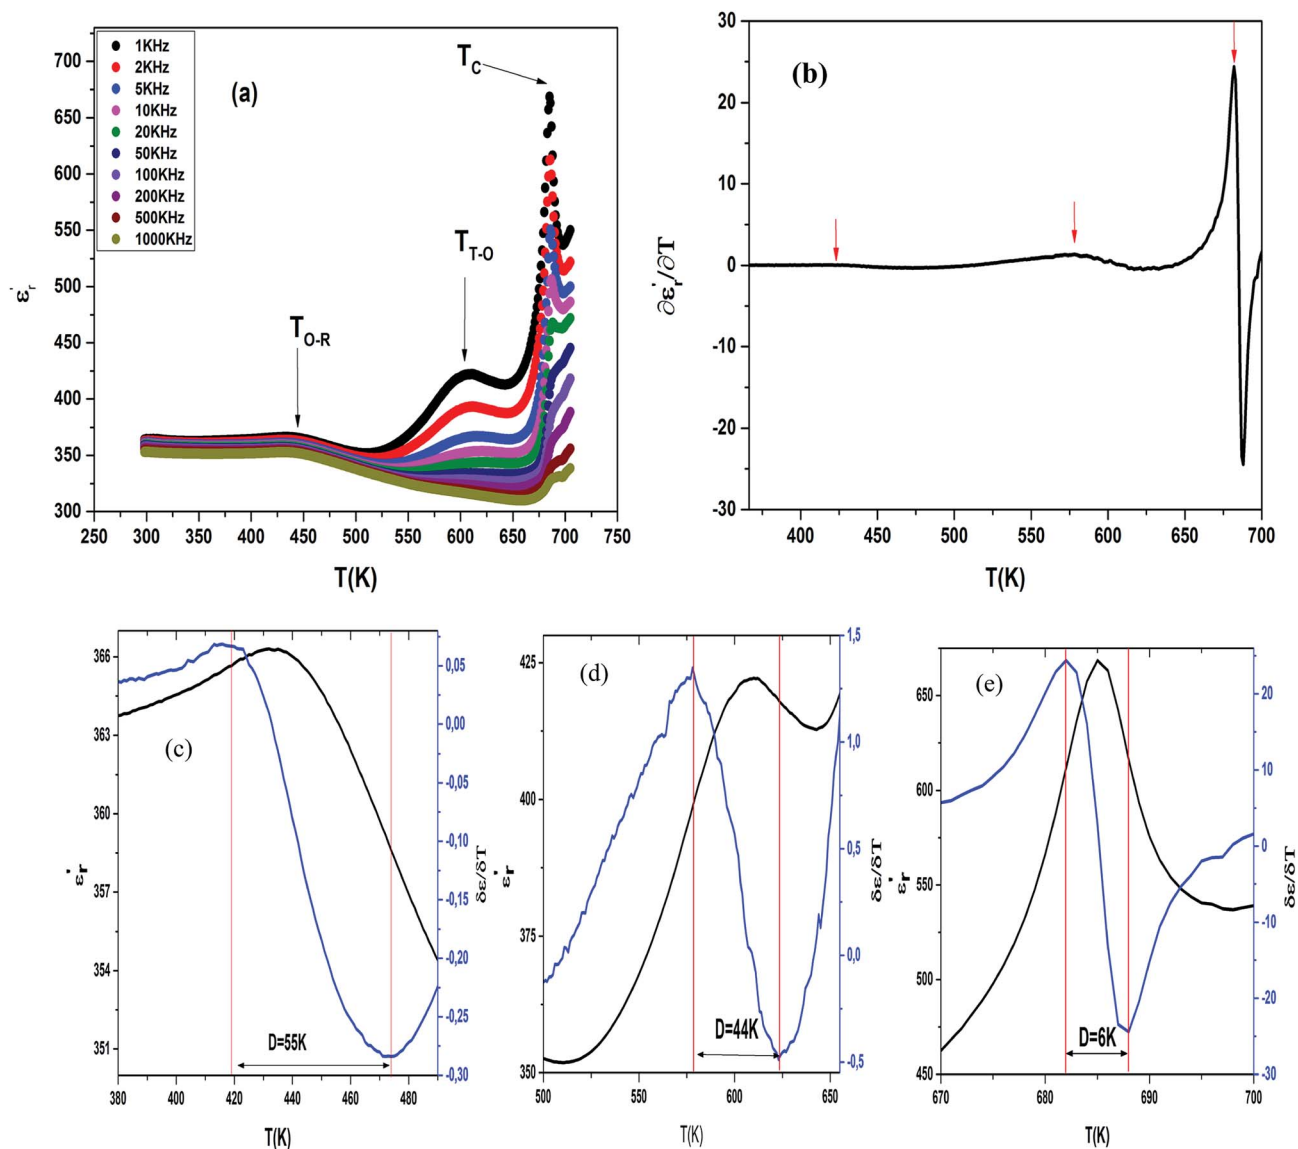 (a)
1KHz
2KHz
5KHz
10KHz
20KHz
50KHz
100KHz
200KHz
500KHz
1000KHz
T_C
T_T-O
T_O-R
ε'_r
700
650
600
550
500
450
400
350
300
250 300 350 400 450 500 550 600 650 700 750
T(K)
(b)
∂ε'_r/∂T
30
20
10
0
-10
-20
-30
400 450 500 550 600 650 700
T(K)
(c)
ε'_r
366
363
360
357
354
351
380 400 420 440 460 480
T(K)
D=55K
0,05
0,00
-0,05
-0,10
-0,15
-0,20
-0,25
-0,30
δε/δT
(d)
ε'_r
425
400
375
350
500 550 600 650
T(K)
D=44K
1,5
1,0
0,5
0,0
-0,5
δε/δT
(e)
ε'_r
650
600
550
500
450
670 680 690 700
T(K)
D=6K
20
10
0
-10
-20
-30
δε/δT